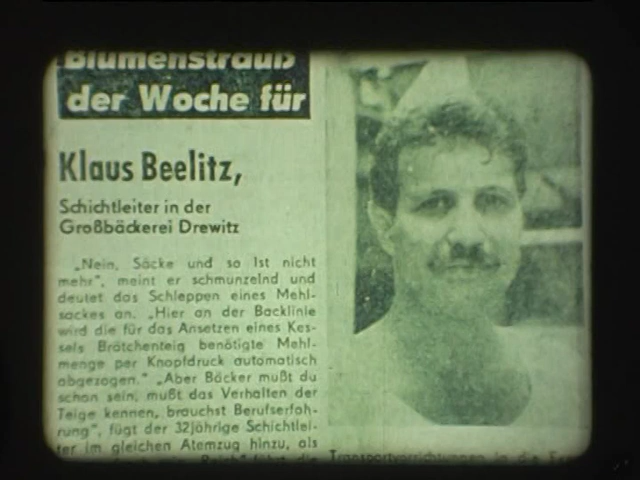 Blumenstrauß
der Woche für
Klaus Beelitz,
Schichtleiter in der
Großbäckerei Drewitz
„Nein, Säcke und so ist nicht
mehr", meint er schmunzelnd und
deutet das Schleppen eines Mehl-
sackes an. „Hier an der Backlinie
wird die für das Ansetzen eines Kes-
sels Brötchenteig benötigte Mehl-
menge per Knopfdruck automatisch
abgezogen." „Aber Bäcker mußt du
schon sein, mußt das Verhalten der
Teige kennen, brauchst Berufserfah-
rung", fügt der 32jährige Schichtlei-
ter im gleichen Atemzug hinzu, als
Transportvorrichtungen in die